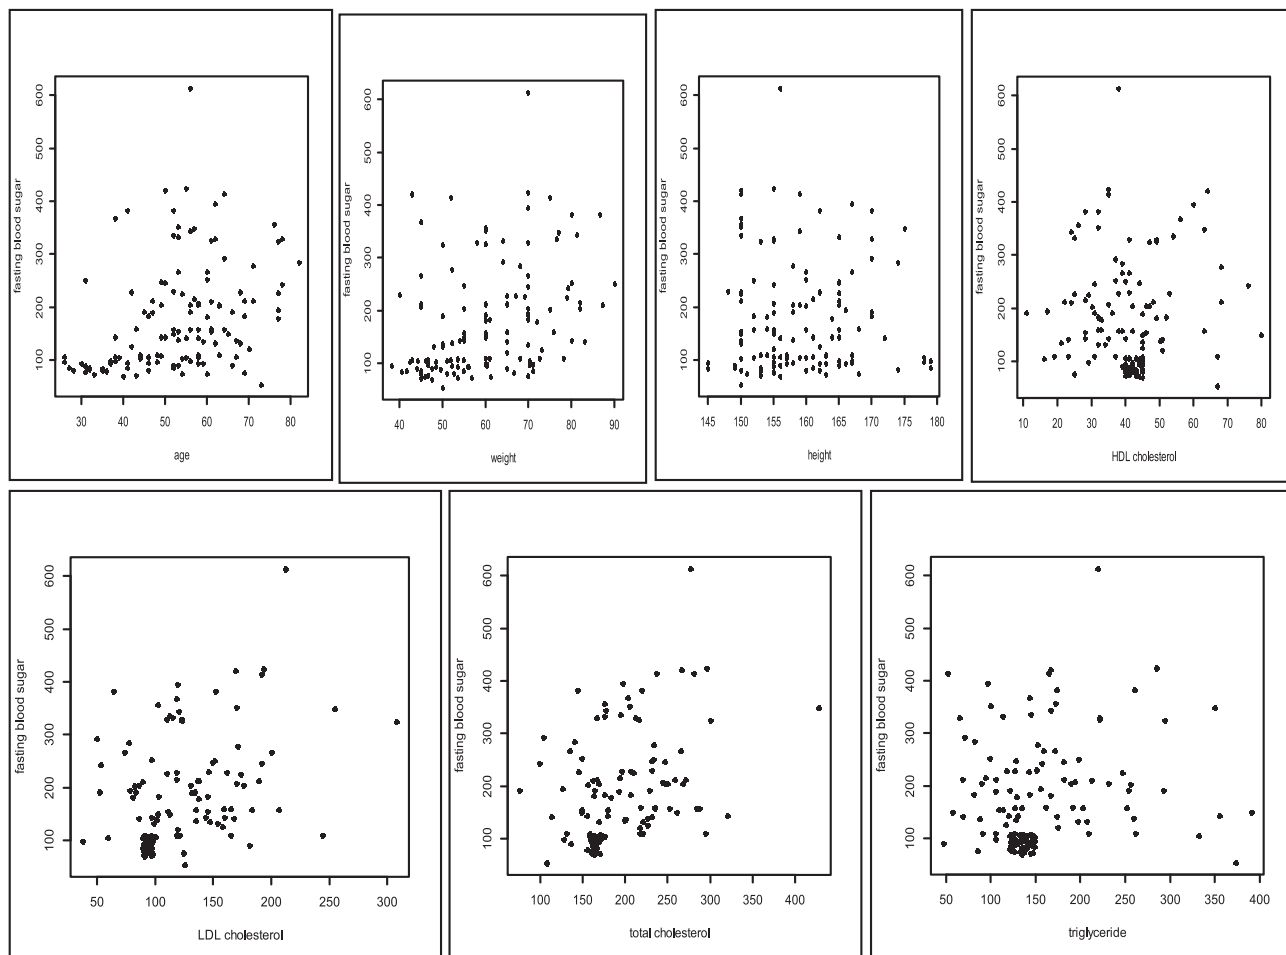 fasting blood sugar
600
500
400
300
200
100
30 40 50 60 70 80
age
fasting blood sugar
600
500
400
300
200
100
40 50 60 70 80 90
weight
fasting blood sugar
600
500
400
300
200
100
145 150 155 160 165 170 175 180
height
fasting blood sugar
600
500
400
300
200
100
10 20 30 40 50 60 70 80
HDL cholesterol
fasting blood sugar
600
500
400
300
200
100
50 100 150 200 250 300
LDL cholesterol
fasting blood sugar
600
500
400
300
200
100
100 150 200 250 300 350 400
total cholesterol
fasting blood sugar
600
500
400
300
200
100
50 100 150 200 250 300 350 400
triglyceride